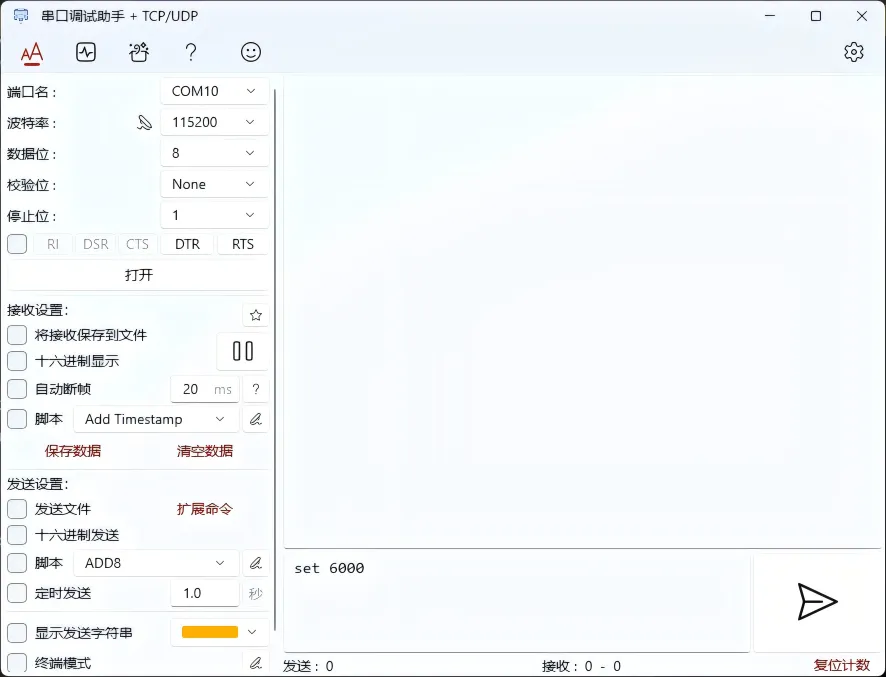 串口调试助手 + TCP/UDP
AA
端口名：
COM10
波特率：
115200
数据位：
8
校验位：
None
停止位：
1
RI DSR CTS DTR RTS
打开
接收设置：
将接收保存到文件
十六进制显示
自动断帧 20 ms ?
脚本 Add Timestamp
保存数据 清空数据
发送设置：
发送文件 扩展命令
十六进制发送
脚本 ADD8
定时发送 1.0 秒
显示发送字符串
终端模式
set 6000
发送：0 接收：0 - 0 复位计数